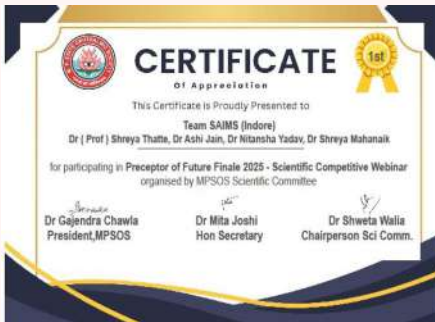 CERTIFICATE
1st
Of Appreciation
This Certificate is Proudly Presented to
Team SAIMS (Indore)
Dr ( Prof ) Shreya Thatte, Dr Ashi Jain, Dr Nitansha Yadav, Dr Shreya Mahanaik
for participating in Preceptor of Future Finale 2025 - Scientific Competitive Webinar
organised by MPSOS Scientific Committee
Dr Gajendra Chawla Dr Mita Joshi Dr Shweta Walia
President,MPSOS Hon Secretary Chairperson Sci Comm.